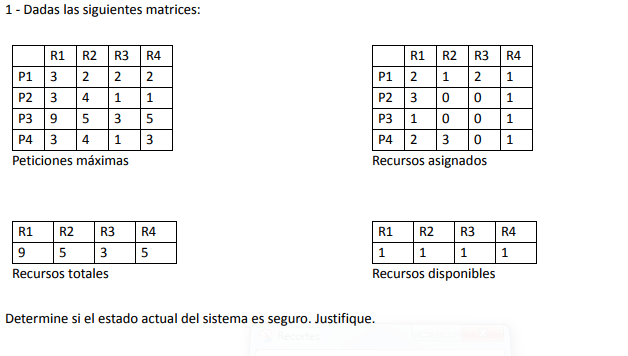 1 - Dadas las siguientes matrices:
R1 R2 R3 R4
P1 3 2 2 2
P2 3 4 1 1
P3 9 5 3 5
P4 3 4 1 3
Peticiones máximas
R1 R2 R3 R4
P1 2 1 2 1
P2 3 0 0 1
P3 1 0 0 1
P4 2 3 0 1
Recursos asignados
R1 R2 R3 R4
9 5 3 5
Recursos totales
R1 R2 R3 R4
1 1 1 1
Recursos disponibles
Determine si el estado actual del sistema es seguro. Justifique.